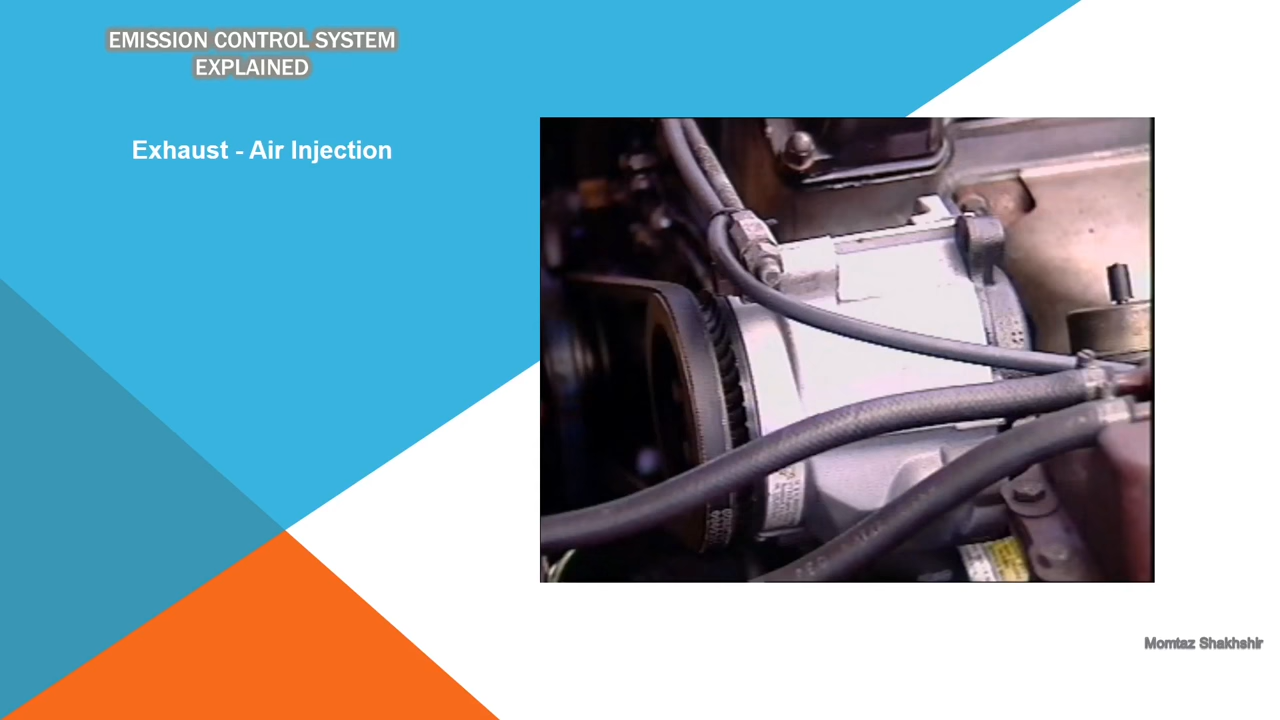 EMISSION CONTROL SYSTEM
EXPLAINED
Exhaust - Air Injection
Momtaz Shakhshir